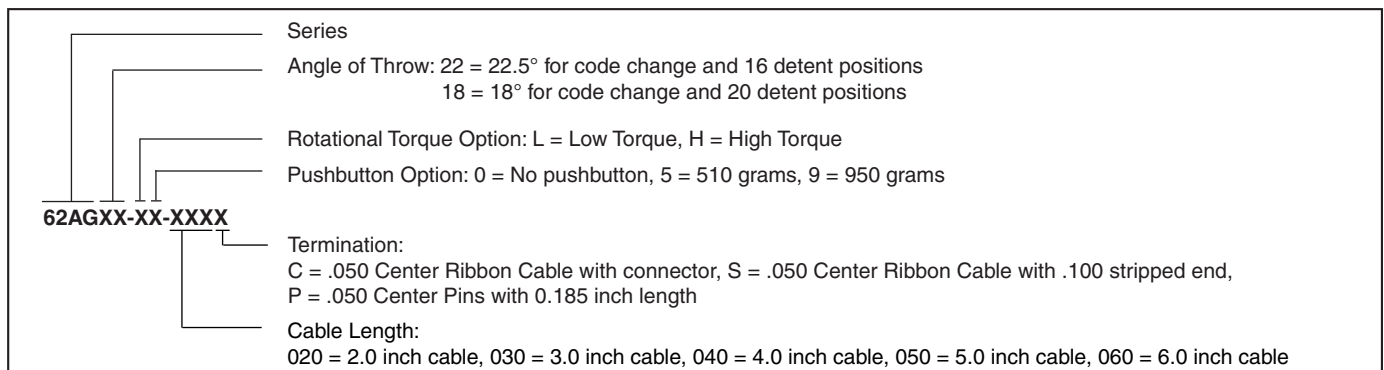 Series
Angle of Throw: 22 = 22.5° for code change and 16 detent positions
18 = 18° for code change and 20 detent positions
Rotational Torque Option: L = Low Torque, H = High Torque
Pushbutton Option: 0 = No pushbutton, 5 = 510 grams, 9 = 950 grams
62AGXX-XX-XXXX
Termination:
C = .050 Center Ribbon Cable with connector, S = .050 Center Ribbon Cable with .100 stripped end,
P = .050 Center Pins with 0.185 inch length
Cable Length:
020 = 2.0 inch cable, 030 = 3.0 inch cable, 040 = 4.0 inch cable, 050 = 5.0 inch cable, 060 = 6.0 inch cable